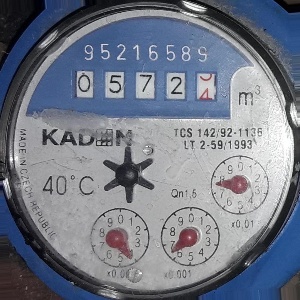 95216589
0572
m³
KADEN
TCS 142/92-1136
LT 2-59/1993
MADE IN CZECH REPUBLIC
40°C
Qn1,5
x0,01
x0.001